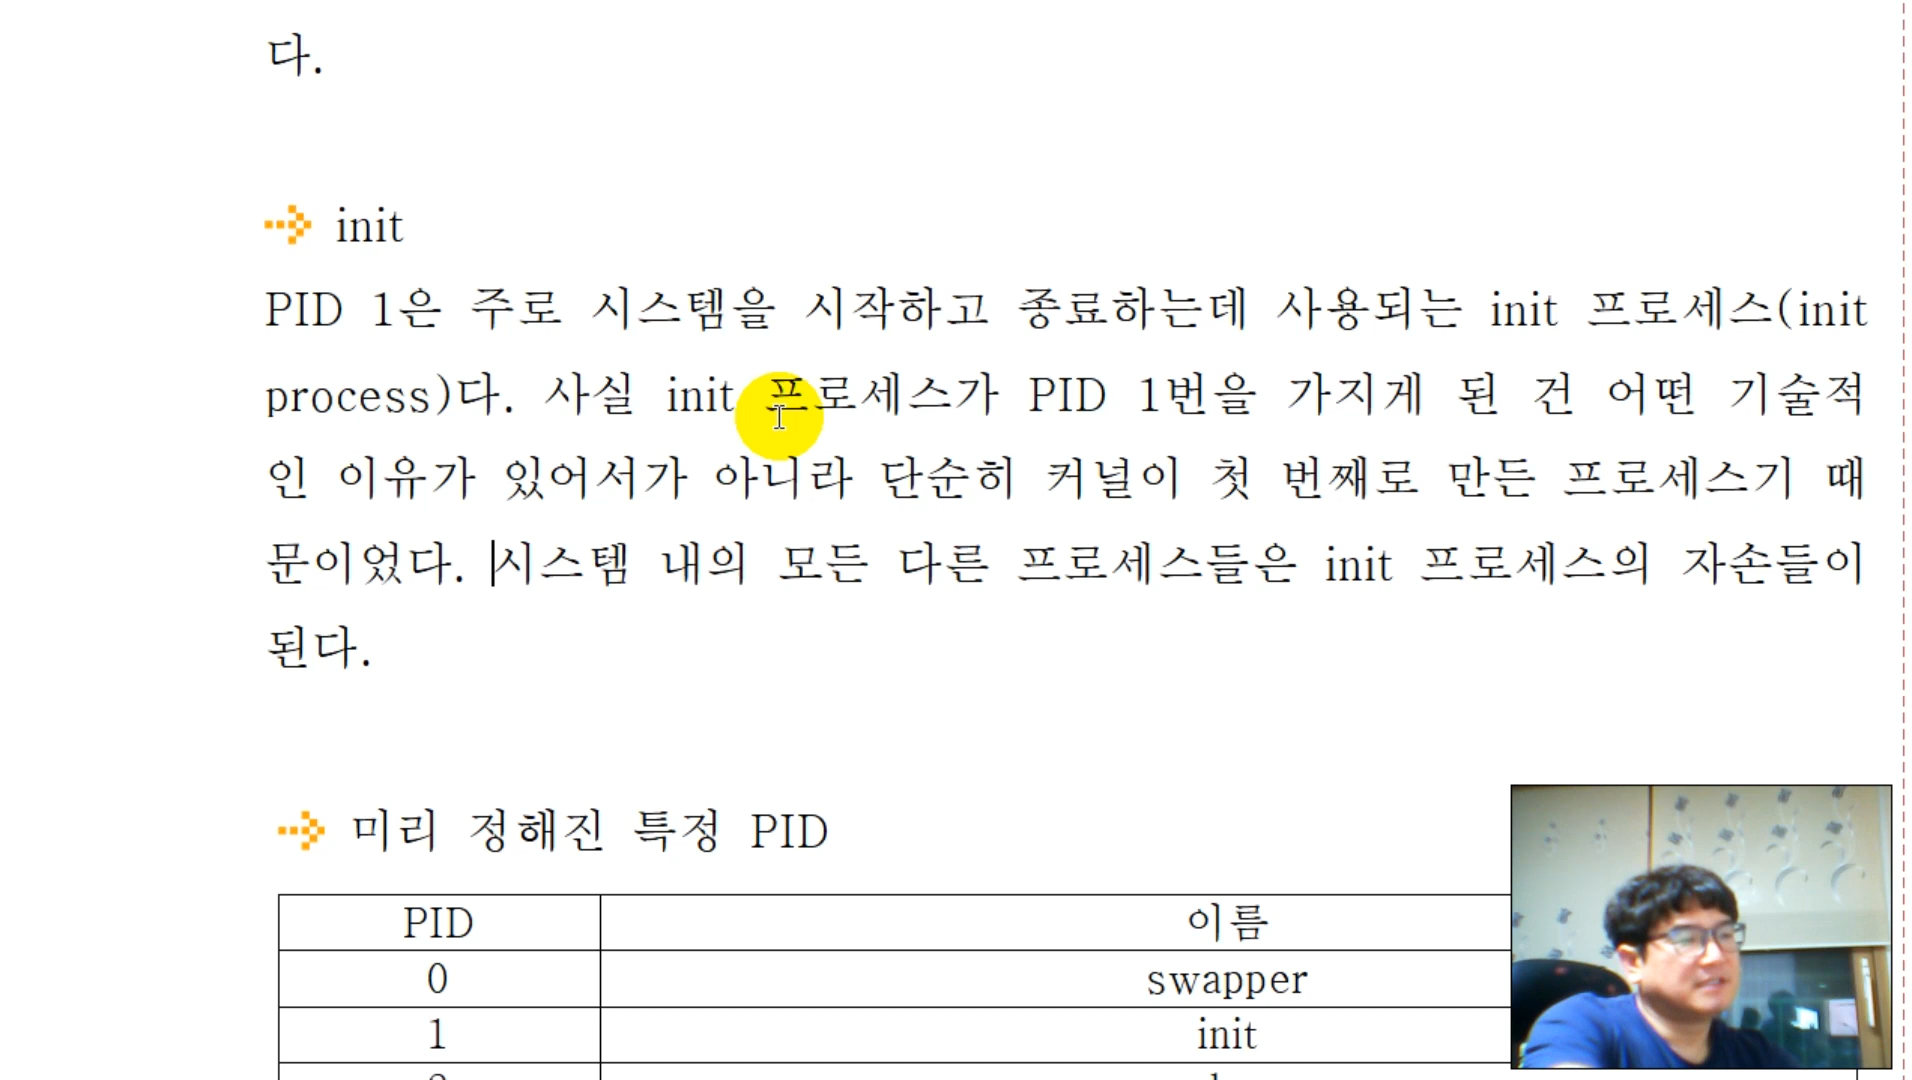 다.
init
PID 1은 주로 시스템을 시작하고 종료하는데 사용되는 init 프로세스(init
process)다. 사실 init 프로세스가 PID 1번을 가지게 된 건 어떤 기술적
인 이유가 있어서가 아니라 단순히 커널이 첫 번째로 만든 프로세스기 때
문이었다. 시스템 내의 모든 다른 프로세스들은 init 프로세스의 자손들이
된다.
미리 정해진 특정 PID
PID 이름
0 swapper
1 init